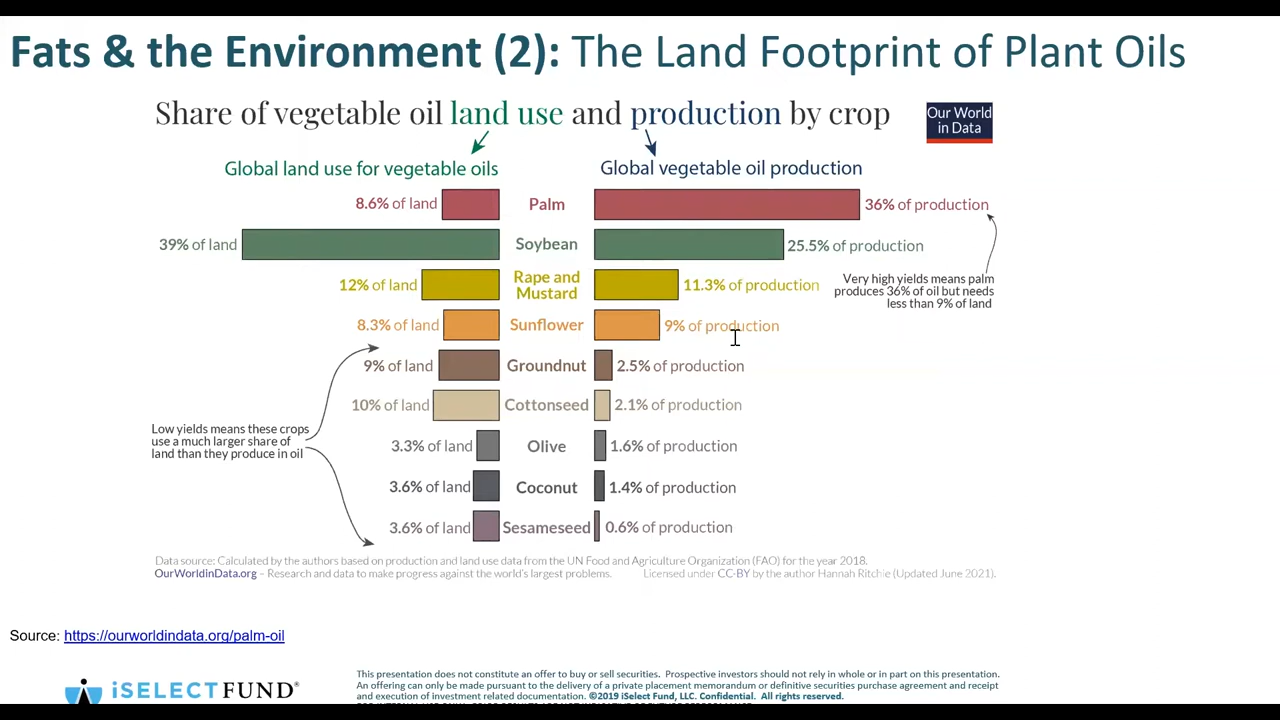 Fats & the Environment (2): The Land Footprint of Plant Oils
Share of vegetable oil land use and production by crop
Our World
in Data
Global land use for vegetable oils
Global vegetable oil production
8.6% of land Palm 36% of production
39% of land Soybean 25.5% of production
12% of land Rape and Mustard 11.3% of production
8.3% of land Sunflower 9% of production
9% of land Groundnut 2.5% of production
10% of land Cottonseed 2.1% of production
3.3% of land Olive 1.6% of production
3.6% of land Coconut 1.4% of production
3.6% of land Sesameseed 0.6% of production
Very high yields means palm
produces 36% of oil but needs
less than 9% of land
Low yields means these crops
use a much larger share of
land than they produce in oil
Data source: Calculated by the authors based on production and land use data from the UN Food and Agriculture Organization (FAO) for the year 2018.
OurWorldinData.org – Research and data to make progress against the world's largest problems. Licensed under CC-BY by the author Hannah Ritchie (Updated June 2021).
Source: https://ourworldindata.org/palm-oil
iSELECTFUND®
This presentation does not constitute an offer to buy or sell securities. Prospective investors should not rely in whole or in part on this presentation.
An offering can only be made pursuant to the delivery of a private placement memorandum or definitive securities purchase agreement and receipt
and execution of investment related documentation. ©2019 iSelect Fund, LLC. Confidential. All rights reserved.